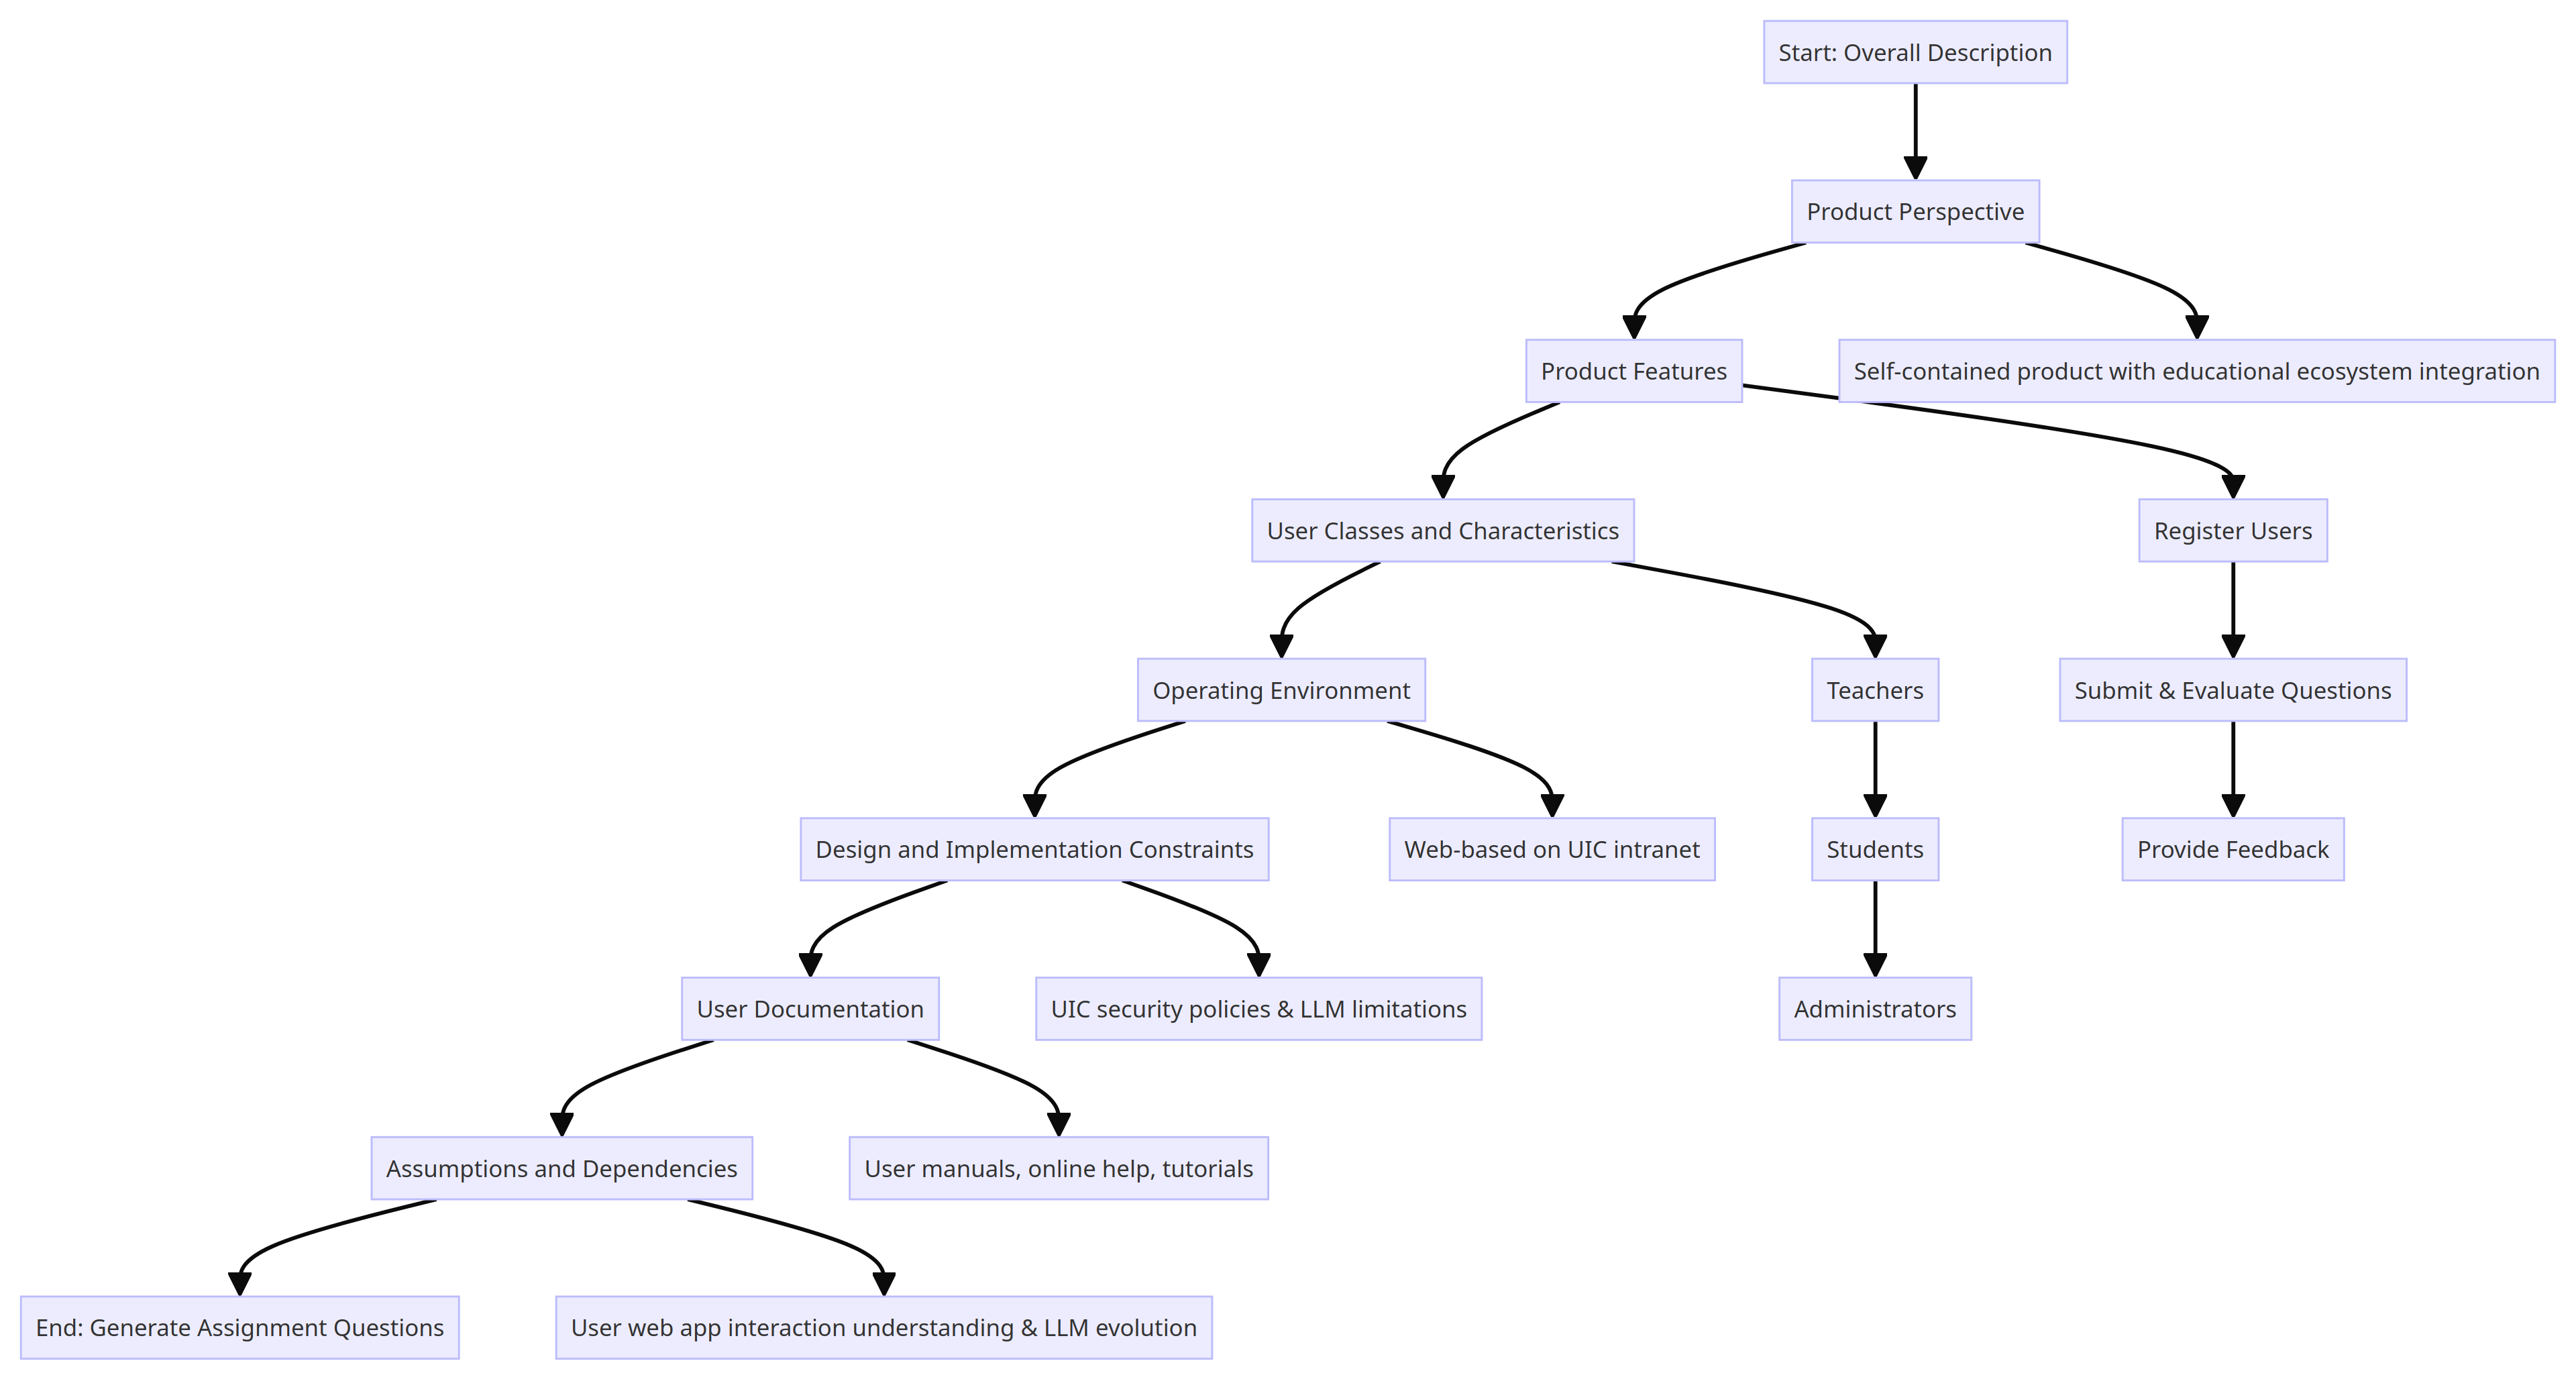 Start: Overall Description
Product Perspective
Product Features
Self-contained product with educational ecosystem integration
User Classes and Characteristics
Register Users
Operating Environment
Teachers
Submit & Evaluate Questions
Design and Implementation Constraints
Web-based on UIC intranet
Students
Provide Feedback
User Documentation
UIC security policies & LLM limitations
Administrators
Assumptions and Dependencies
User manuals, online help, tutorials
End: Generate Assignment Questions
User web app interaction understanding & LLM evolution